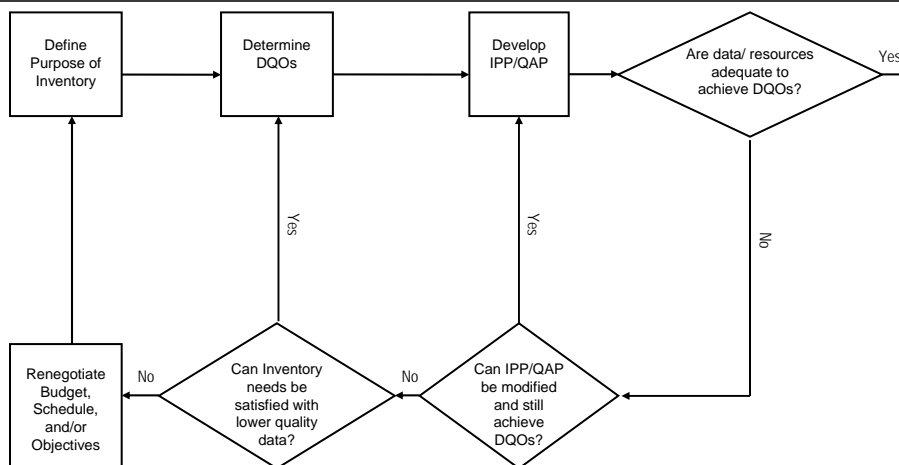 Define
Purpose of
Inventory
Determine
DQOs
Develop
IPP/QAP
Are data/ resources
adequate to
achieve DQOs?
Yes
Yes
Yes
No
Renegotiate
Budget,
Schedule,
and/or
Objectives
No
Can Inventory
needs be
satisfied with
lower quality
data?
No
Can IPP/QAP
be modified
and still
achieve
DQOs?